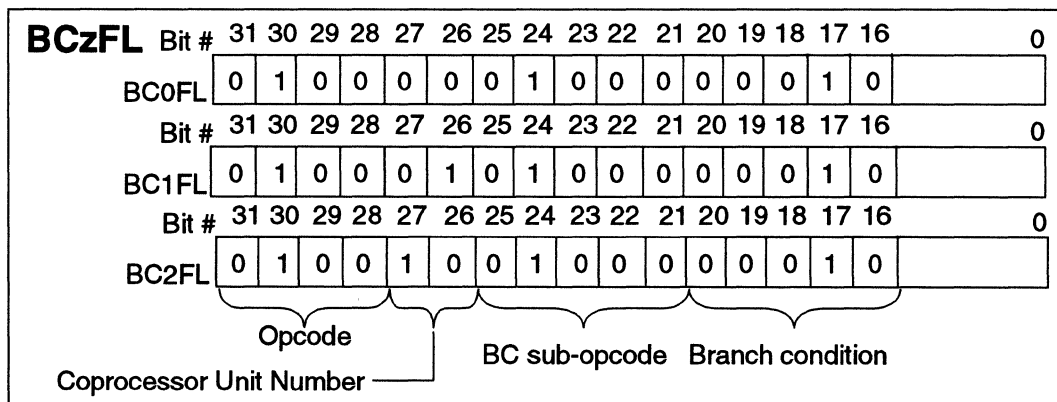 BCzFL Bit # 31 30 29 28 27 26 25 24 23 22 21 20 19 18 17 16 0
BC0FL 0 1 0 0 0 0 0 1 0 0 0 0 0 0 1 0
Bit # 31 30 29 28 27 26 25 24 23 22 21 20 19 18 17 16 0
BC1FL 0 1 0 0 0 1 0 1 0 0 0 0 0 0 1 0
Bit # 31 30 29 28 27 26 25 24 23 22 21 20 19 18 17 16 0
BC2FL 0 1 0 0 1 0 0 1 0 0 0 0 0 0 1 0
Opcode BC sub-opcode Branch condition
Coprocessor Unit Number